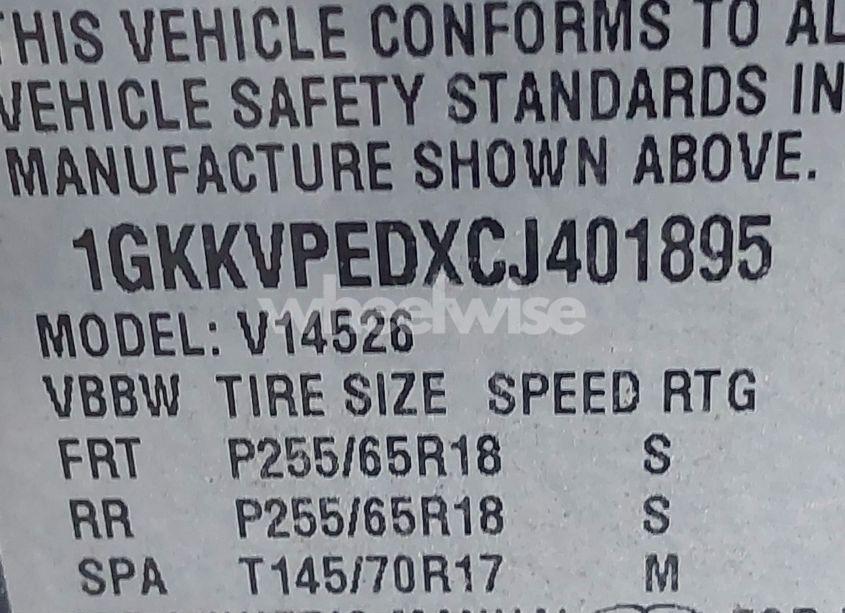 THIS VEHICLE CONFORMS TO AL
VEHICLE SAFETY STANDARDS IN
MANUFACTURE SHOWN ABOVE.
1GKKVPEDXCJ401895
wheelwise
MODEL: V14526
VBBW TIRE SIZE SPEED RTG
FRT P255/65R18 S
RR P255/65R18 S
SPA T145/70R17 M